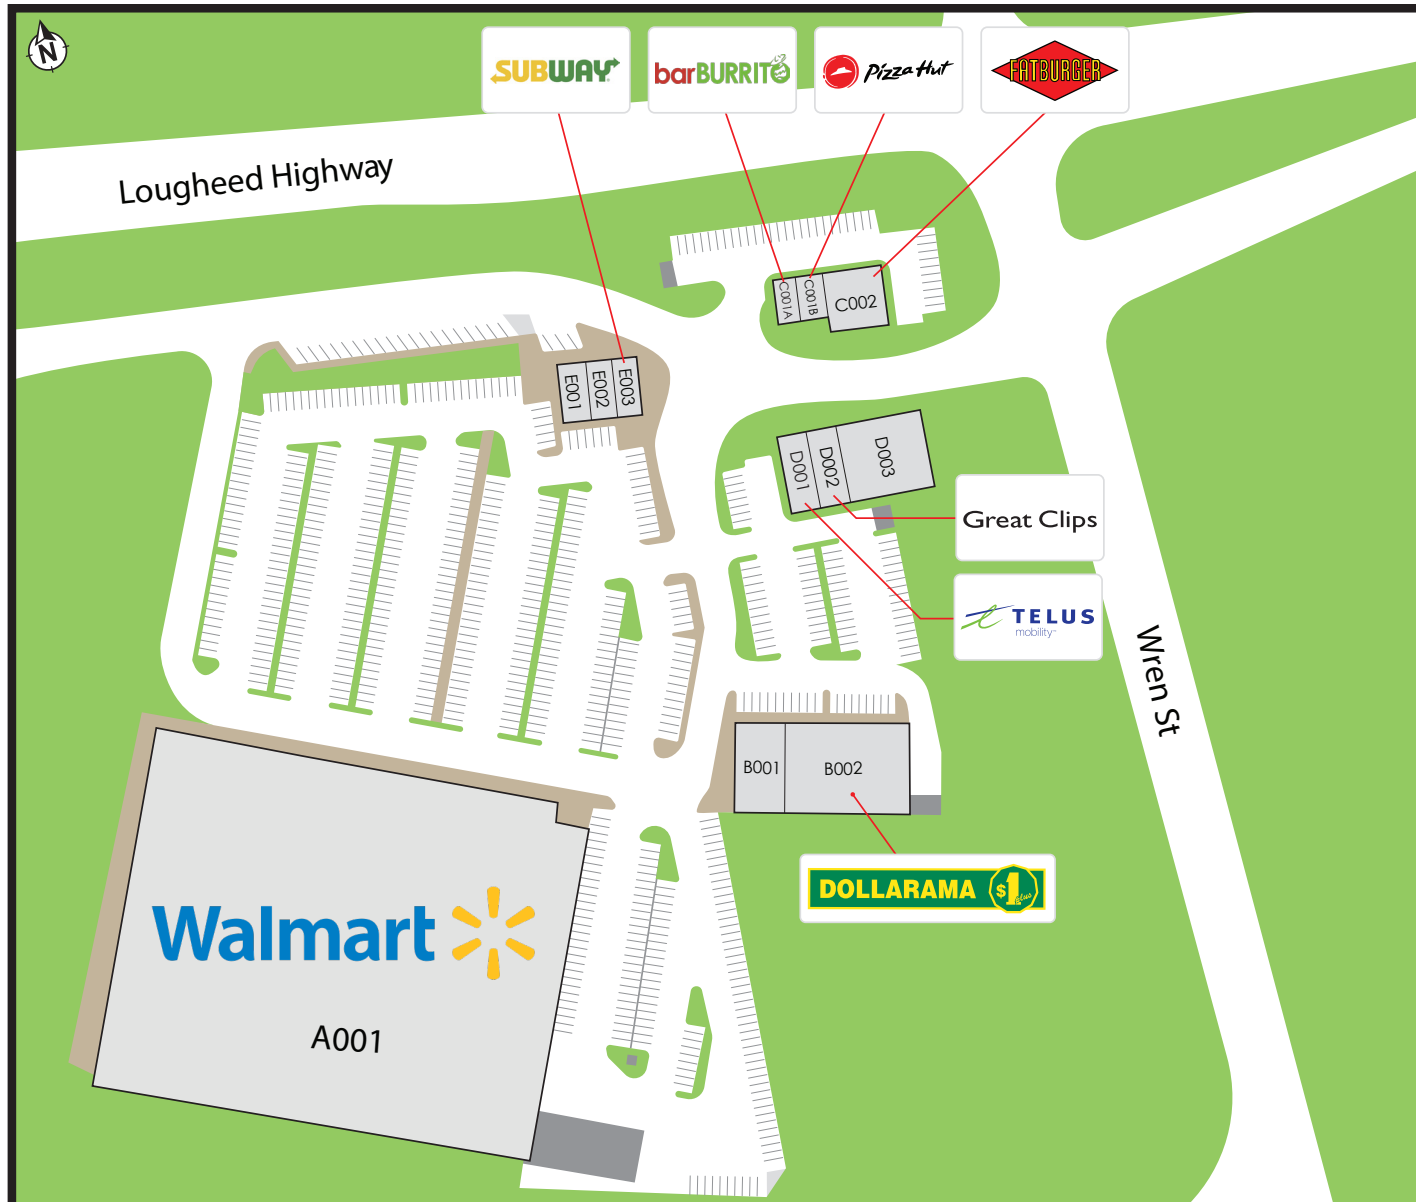 N
SUBWAY
barBURRITO
Pizza Hut
FATBURGER
Lougheed Highway
C001A
C001B
C002
E001
E002
E003
D001
D002
D003
Great Clips
TELUS
mobility
Wren St
B001
B002
DOLLARAMA $1 plus
Walmart
A001